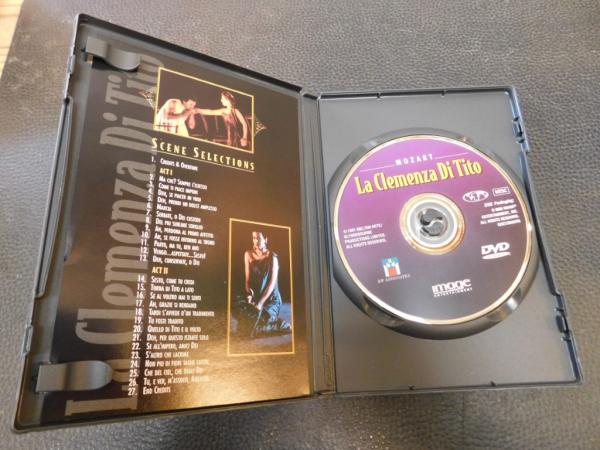 La Clemenza Di Tito
SCENE SELECTIONS
1. CREDITS & OVERTURE
ACT I
2. MA CHE? SEMPRE L'ISTESSO
3. COME TI PIACE IMPONI
4. DEH, SE PIACER MI VUOI
5. DEH, PRENDI UN DOLCE AMPLESSO
6. MARCIA
7. SERBATE, O DEI CUSTODI
8. DEL PIU SUBLIME SOGLIO
9. AH, PERDONA AL PRIMO AFFETTO
10. AH, SE FOSSE INTORNO AL TRONO
11. PARTO, MA TU, BEN MIO
12. VENGO...ASPETTATE...SESTO!
13. DEH, CONSERVATE, O DEI
ACT II
14. SESTO, COME TU CREDI
15. TORNA DI TITO A LATO
16. SE AL VOLTO MAI TI SENTI
17. AH, GRAZIE SI RENDANO
18. TARDI S'AVVEDE D'UN TRADIMENTO
19. TU FOSTI TRADITO
20. QUELLO DI TITO È IL VOLTO
21. DEH, PER QUESTO ISTANTE SOLO
22. SE ALL'IMPERO, AMICI DEI
23. S'ALTRO CHE LACRIME
24. NON PIU DI FIORI VAGHE CATENE
25. CHE DEL CIEL, CHE DEGLI DEI
26. TU, E VER, M'ASSOLVI, AUGUSTO
27. END CREDITS
MOZART
La Clemenza Di Tito
NTSC
DVD
image
ENTERTAINMENT